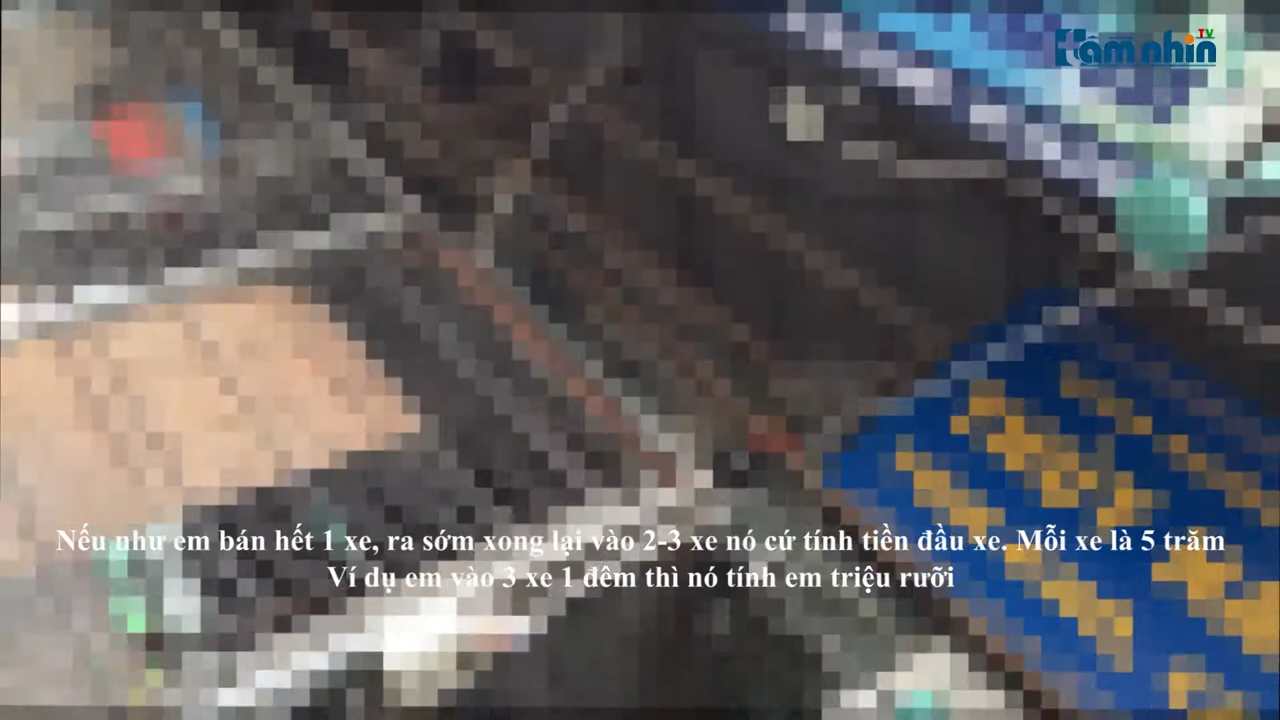 Tầm nhìn TV
Nếu như em bán hết 1 xe, ra sớm xong lại vào 2-3 xe nó cứ tính tiền đầu xe. Mỗi xe là 5 trăm
Ví dụ em vào 3 xe 1 đêm thì nó tính em triệu rưỡi